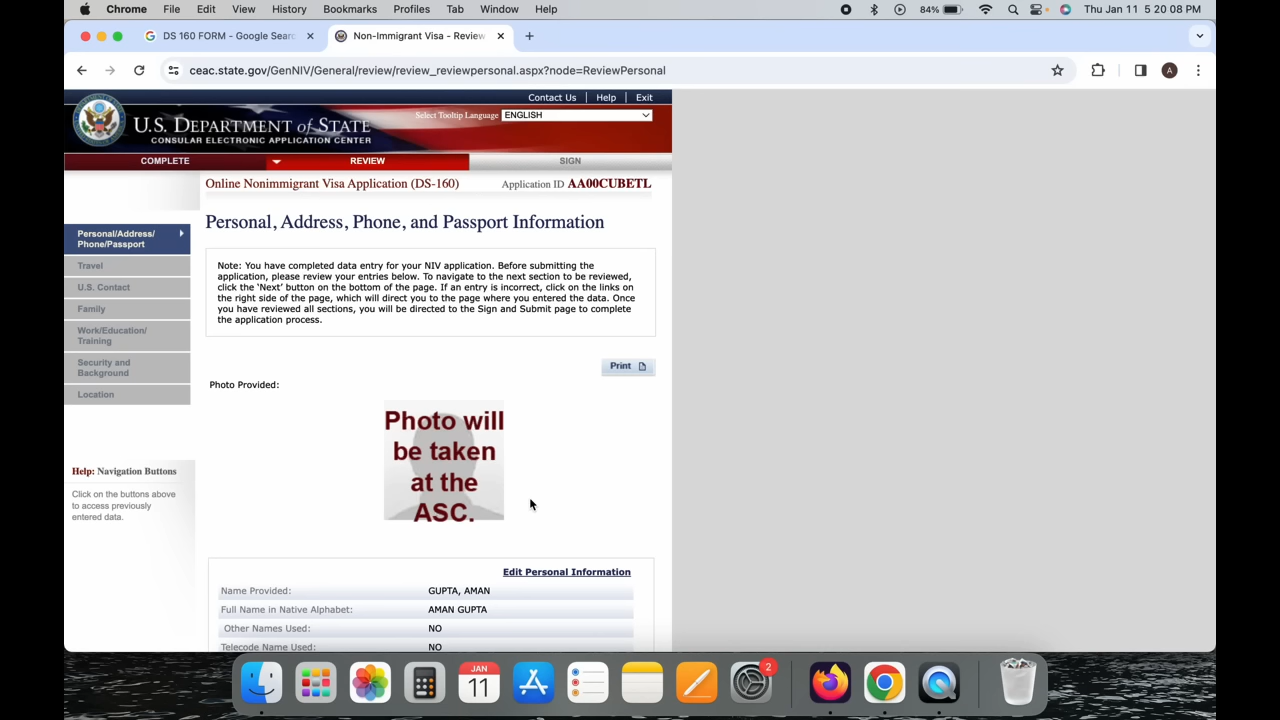 Chrome File Edit View History Bookmarks Profiles Tab Window Help 84% Thu Jan 11 5 20 08 PM
DS 160 FORM - Google Searc
Non-Immigrant Visa - Review
ceac.state.gov/GenNIV/General/review/review_reviewpersonal.aspx?node=ReviewPersonal
A
Contact Us | Help | Exit
Select Tooltip Language ENGLISH
U.S. DEPARTMENT of STATE
CONSULAR ELECTRONIC APPLICATION CENTER
COMPLETE REVIEW SIGN
Online Nonimmigrant Visa Application (DS-160) Application ID AA00CUBETL
Personal, Address, Phone, and Passport Information
Personal/Address/
Phone/Passport
Travel
U.S. Contact
Family
Work/Education/
Training
Security and
Background
Location
Help: Navigation Buttons
Click on the buttons above
to access previously
entered data.
Note: You have completed data entry for your NIV application. Before submitting the
application, please review your entries below. To navigate to the next section to be reviewed,
click the 'Next' button on the bottom of the page. If an entry is incorrect, click on the links on
the right side of the page, which will direct you to the page where you entered the data. Once
you have reviewed all sections, you will be directed to the Sign and Submit page to complete
the application process.
Print
Photo Provided:
Photo will
be taken
at the
ASC.
Edit Personal Information
Name Provided: GUPTA, AMAN
Full Name in Native Alphabet: AMAN GUPTA
Other Names Used: NO
Telecode Name Used: NO
JAN
11
2